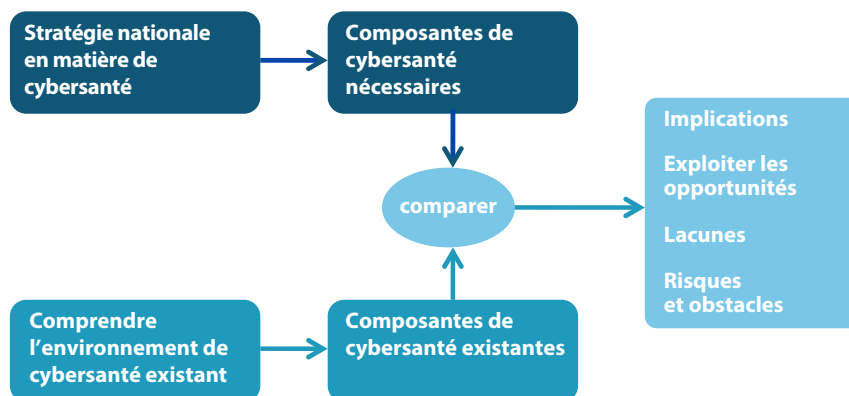 Stratégie nationale
en matière de
cybersanté
Composantes de
cybersanté
nécessaires
Implications
Exploiter les
opportunités
Lacunes
Risques
et obstacles
comparer
Comprendre
l’environnement de
cybersanté existant
Composantes de
cybersanté existantes